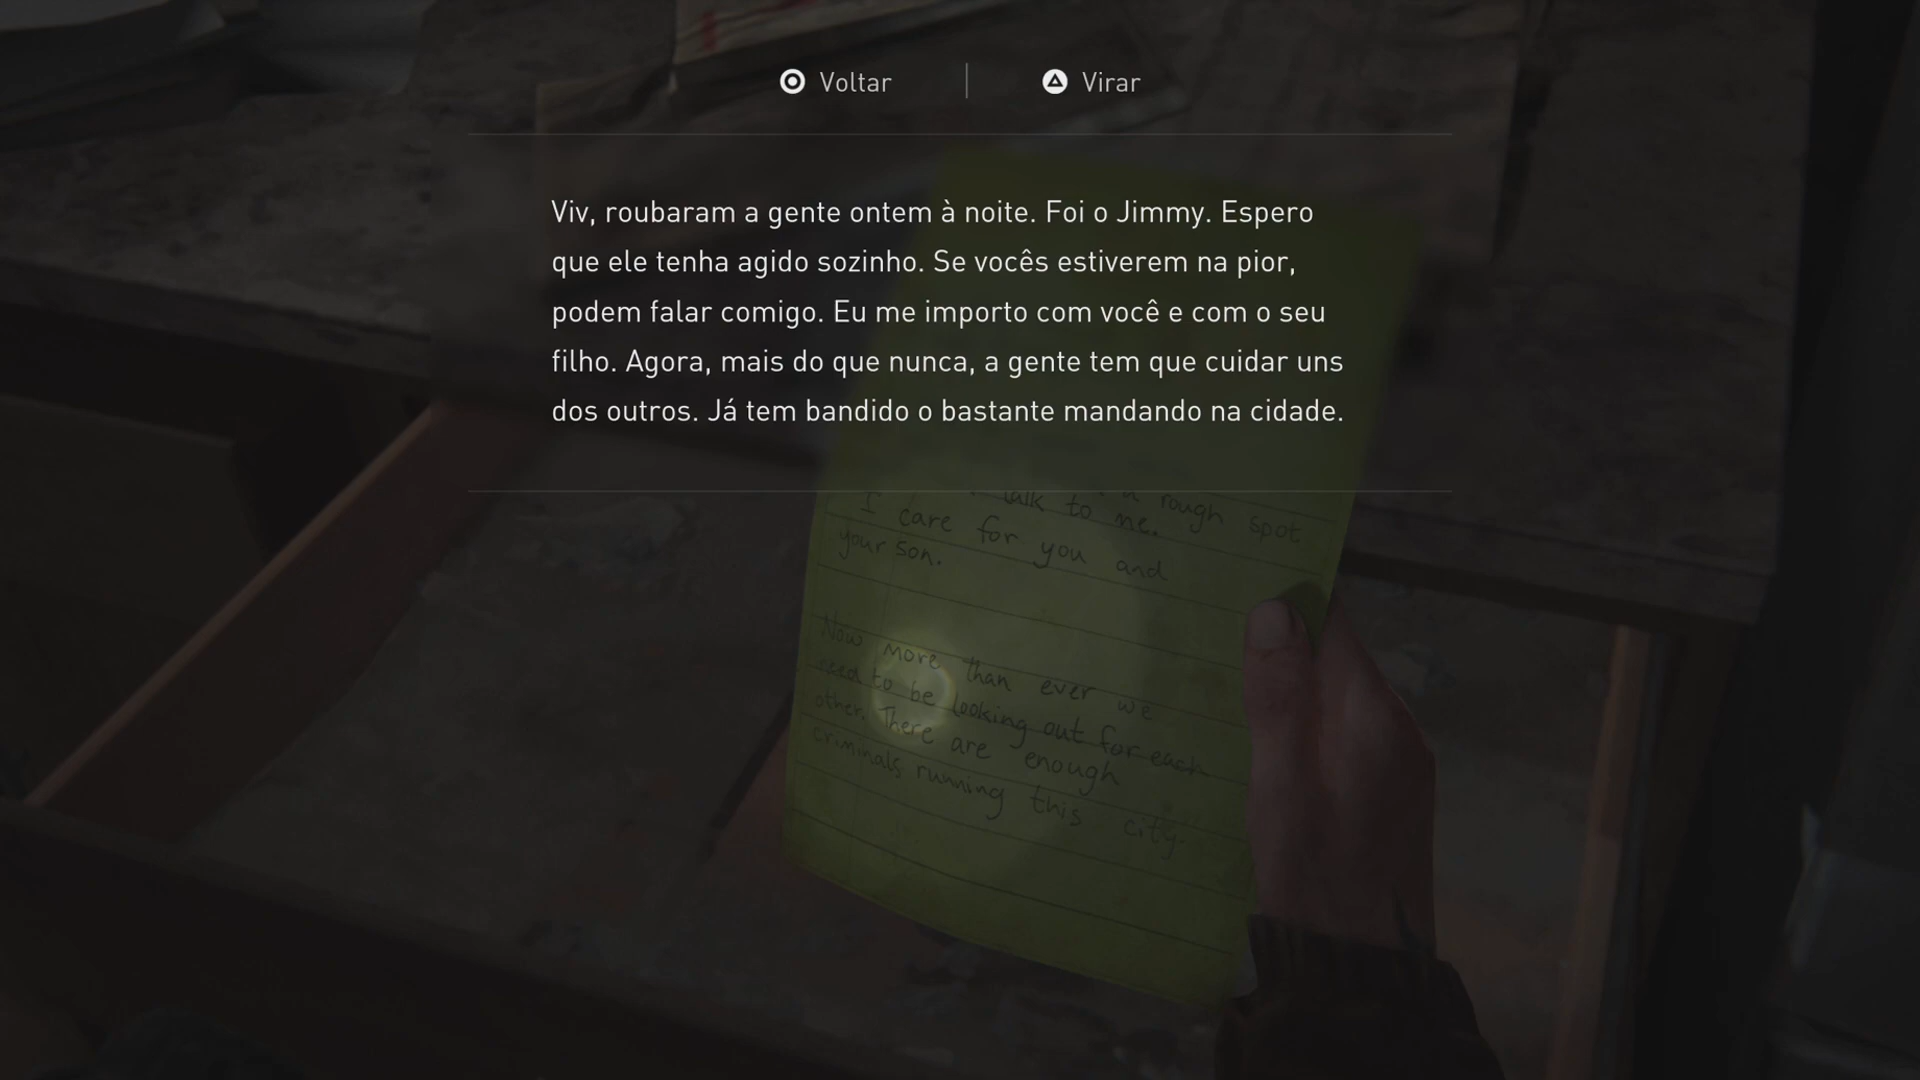 Voltar | Virar
Viv, roubaram a gente ontem à noite. Foi o Jimmy. Espero
que ele tenha agido sozinho. Se vocês estiverem na pior,
podem falar comigo. Eu me importo com você e com o seu
filho. Agora, mais do que nunca, a gente tem que cuidar uns
dos outros. Já tem bandido o bastante mandando na cidade.
talk to me. rough spot
I care for you and
your son.
Now more than ever we
need to be looking out for each
other. There are enough
criminals running this city.